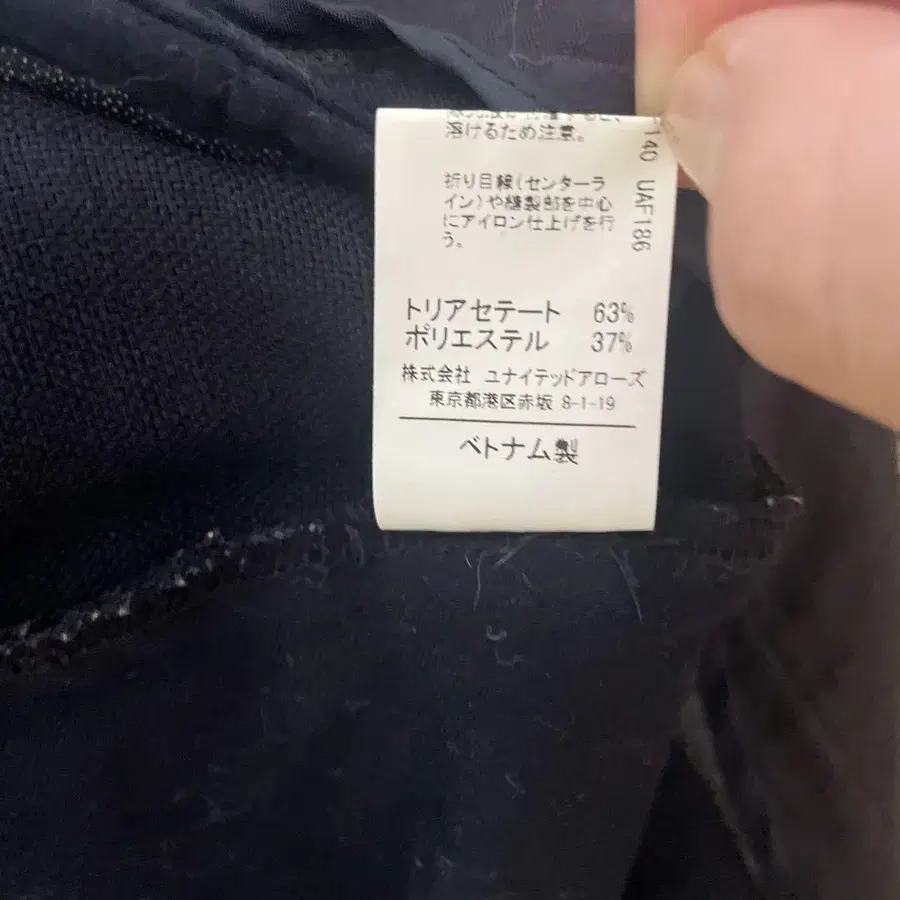 溶けるため注意。
折り目線(センターラ
イン)や縫製部を中心
にアイロン仕上げを行
う。
トリアセテート 63%
ポリエステル 37%
株式会社 ユナイテッドアローズ
東京都港区赤坂 8-1-19
ベトナム製
140 UAF186